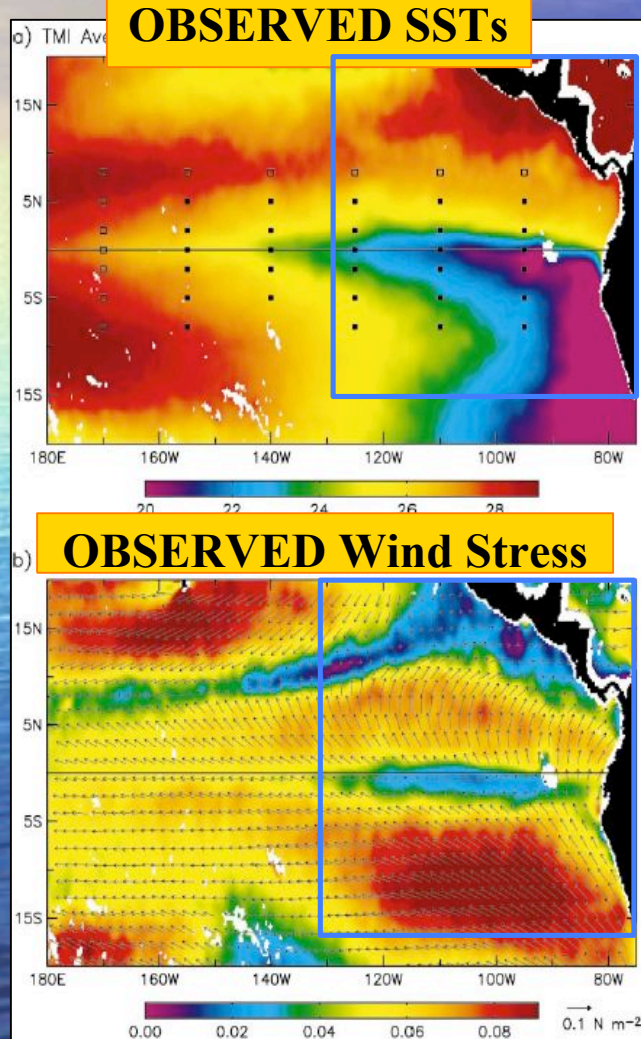 OBSERVED SSTs
a) TMI Ave
15N
5N
5S
15S
180E 160W 140W 120W 100W 80W
20 22 24 26 28
OBSERVED Wind Stress
b)
15N
5N
5S
15S
180E 160W 140W 120W 100W 80W
0.00 0.02 0.04 0.06 0.08
0.1 N m⁻²